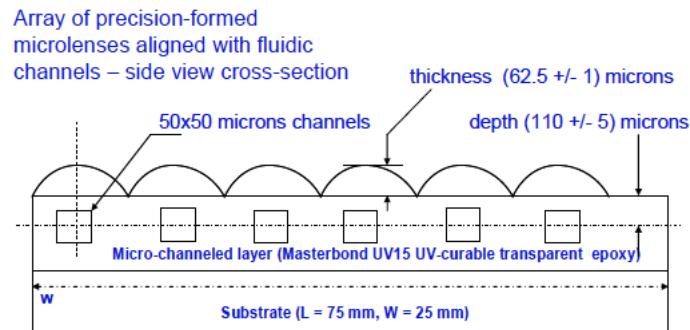 Array of precision-formed
microlenses aligned with fluidic
channels – side view cross-section
thickness (62.5 +/- 1) microns
50x50 microns channels
depth (110 +/- 5) microns
Micro-channeled layer (Masterbond UV15 UV-curable transparent epoxy)
w
Substrate (L = 75 mm, W = 25 mm)